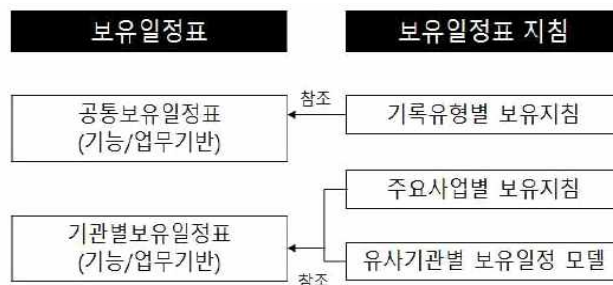 보유일정표
보유일정표 지침
공통보유일정표
(기능/업무기반)
참조
기록유형별 보유지침
주요사업별 보유지침
기관별보유일정표
(기능/업무기반)
참조
유사기관별 보유일정 모델